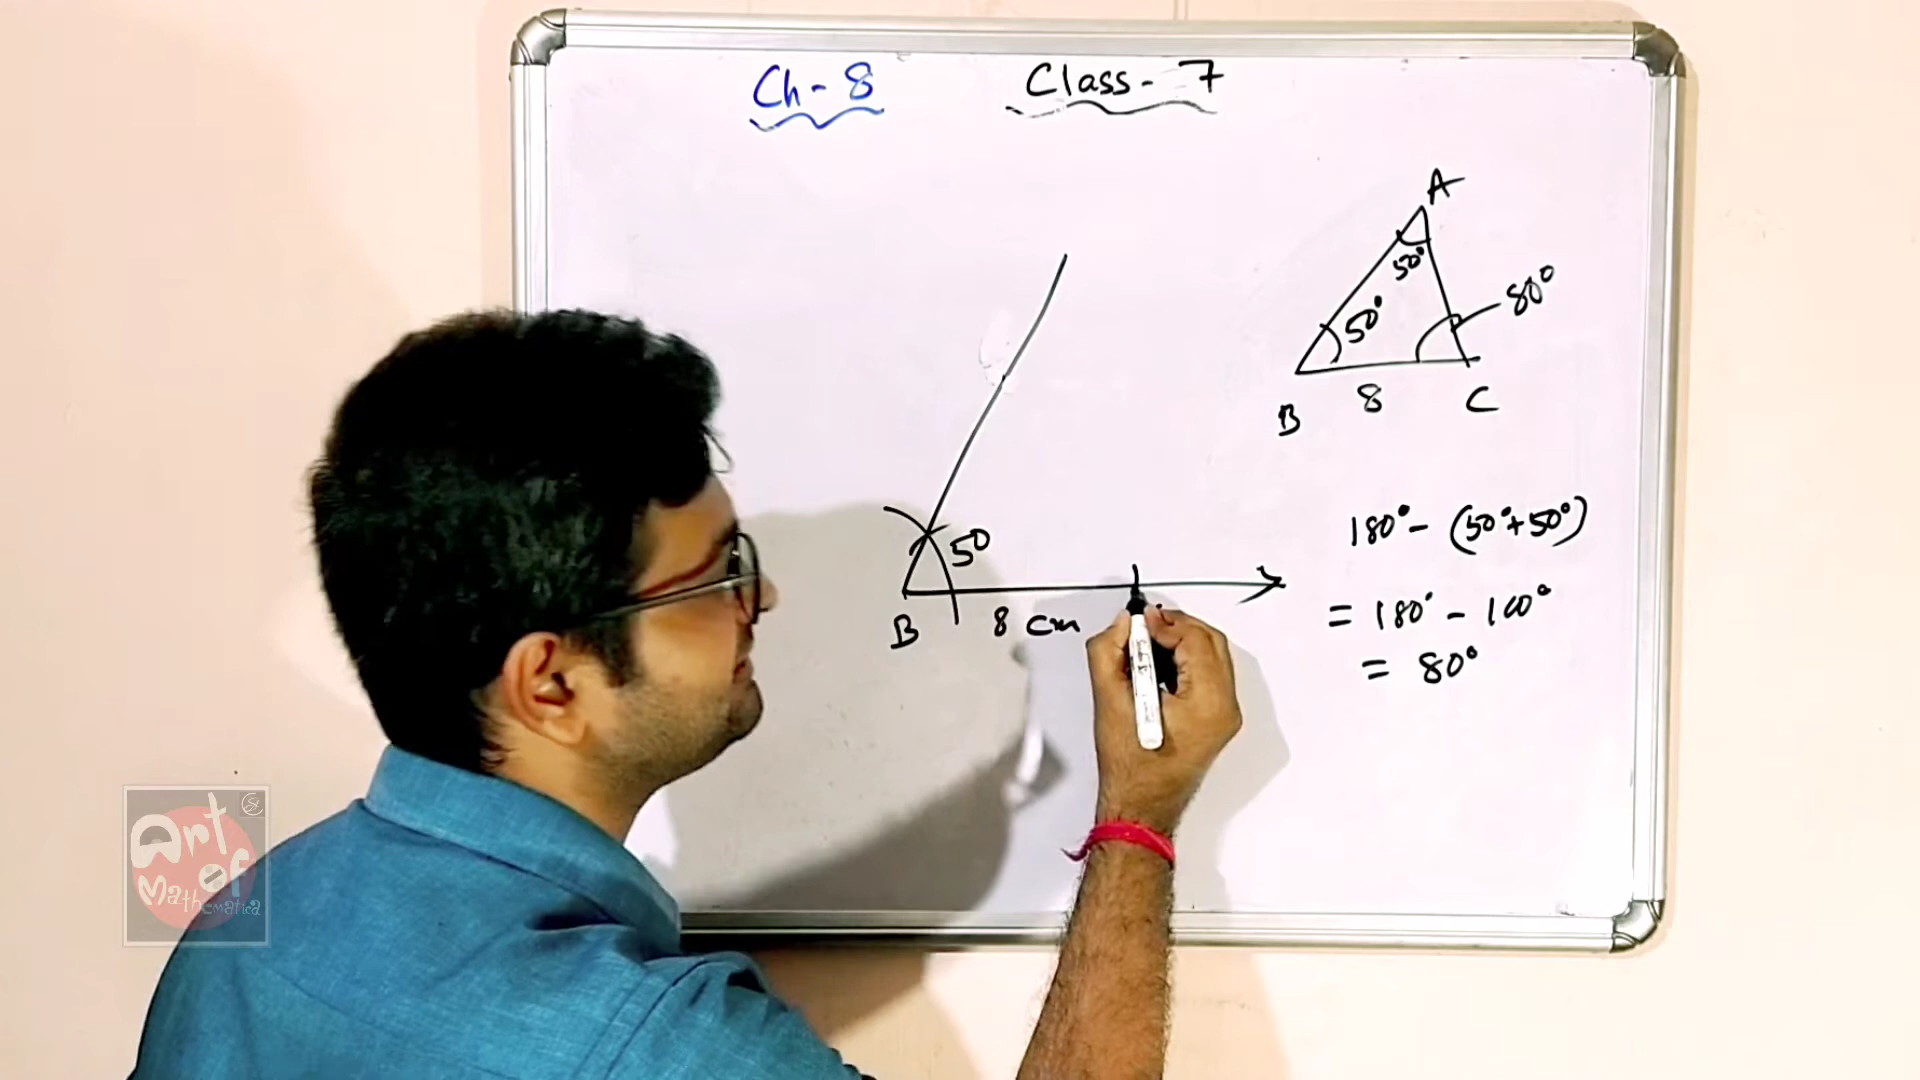 Ch-8 Class-7
A
50°
50°
80°
B 8 C
180°- (50°+50°)
= 180° - 100°
= 80°
50
B 8 cm
Art of Mathematica